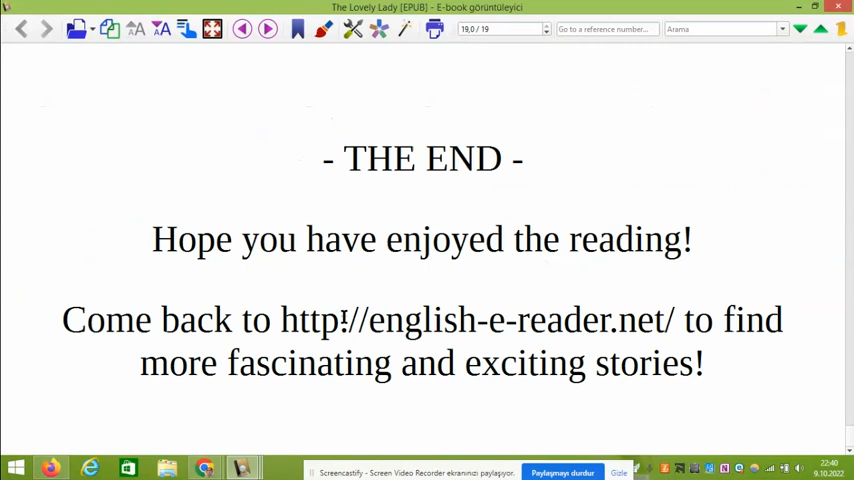 The Lovely Lady [EPUB] - E-book görüntüleyici
19,0 / 19
Go to a reference number...
Arama
- THE END -
Hope you have enjoyed the reading!
Come back to http://english-e-reader.net/ to find
more fascinating and exciting stories!
Screencastify - Screen Video Recorder ekranınızı paylaşıyor.
Paylaşmayı durdur
Gizle
22:40
9.10.2022